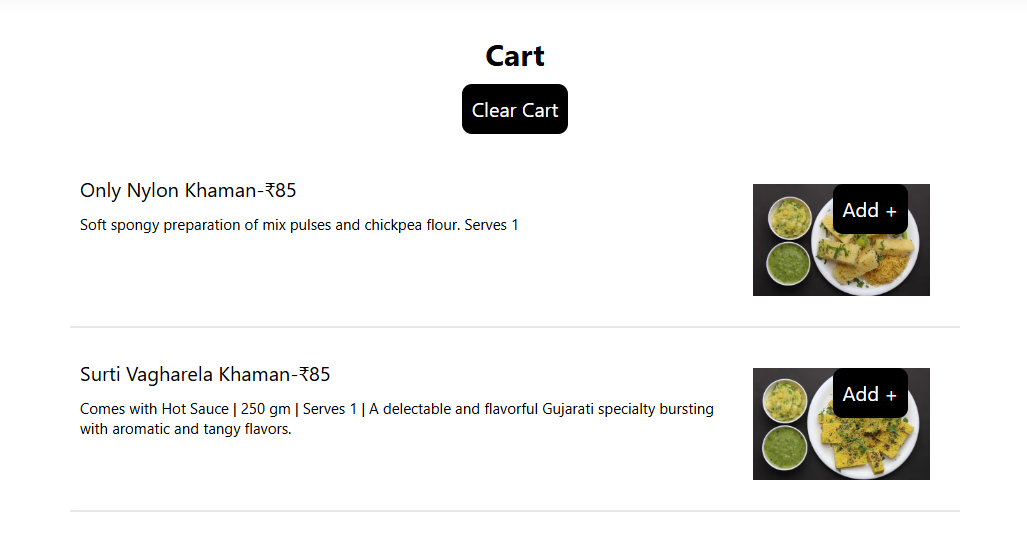 Cart
Clear Cart
Only Nylon Khaman-₹85
Add +
Soft spongy preparation of mix pulses and chickpea flour. Serves 1
Surti Vagharela Khaman-₹85
Add +
Comes with Hot Sauce | 250 gm | Serves 1 | A delectable and flavorful Gujarati specialty bursting
with aromatic and tangy flavors.